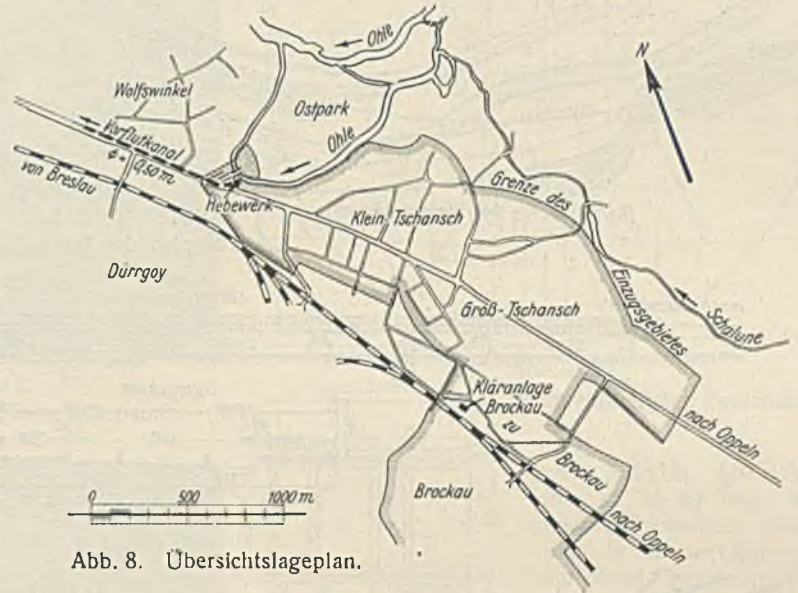 Ohle
N
Wolfswinkel
Ostpark
Vorflutkanal
Ohle
ϕ = 0,50 m
von Breslau
Hebewerk
Grenze des
Klein-Tschansch
Dürrgoy
Einzugsgebietes
Schalune
Groß-Tschansch
Kläranlage
Brockau
zu
nach Oppeln
Brockau
Brockau
0 500 1000 m
nach Oppeln
Abb. 8. Übersichtslageplan.